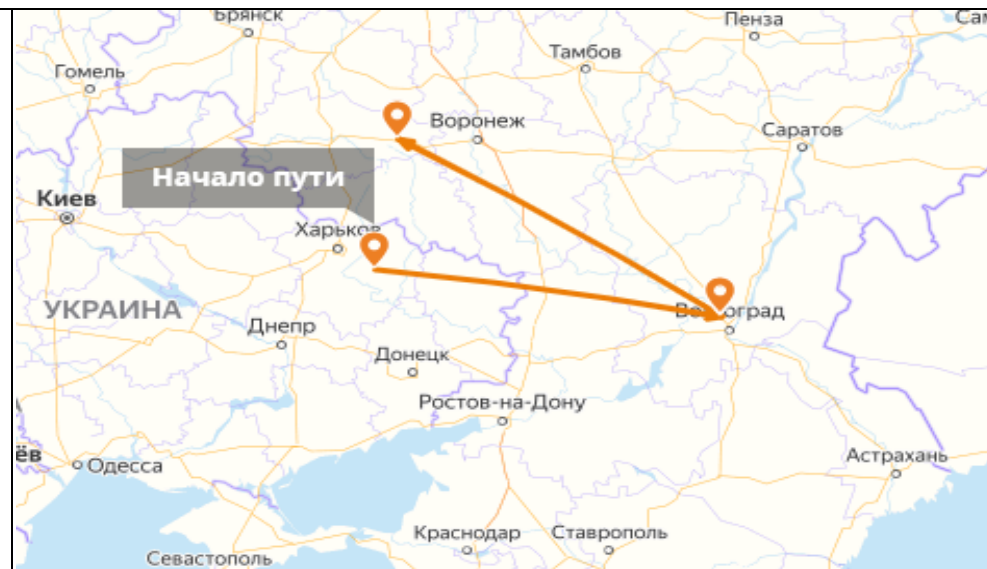 Брянск
Пенза
Сам
Тамбов
Гомель
Воронеж
Саратов
Начало пути
Киев
Харьков
УКРАИНА
Волгоград
Днепр
Донецк
Ростов-на-Дону
ёв
Одесса
Астрахань
Краснодар
Ставрополь
Севастополь